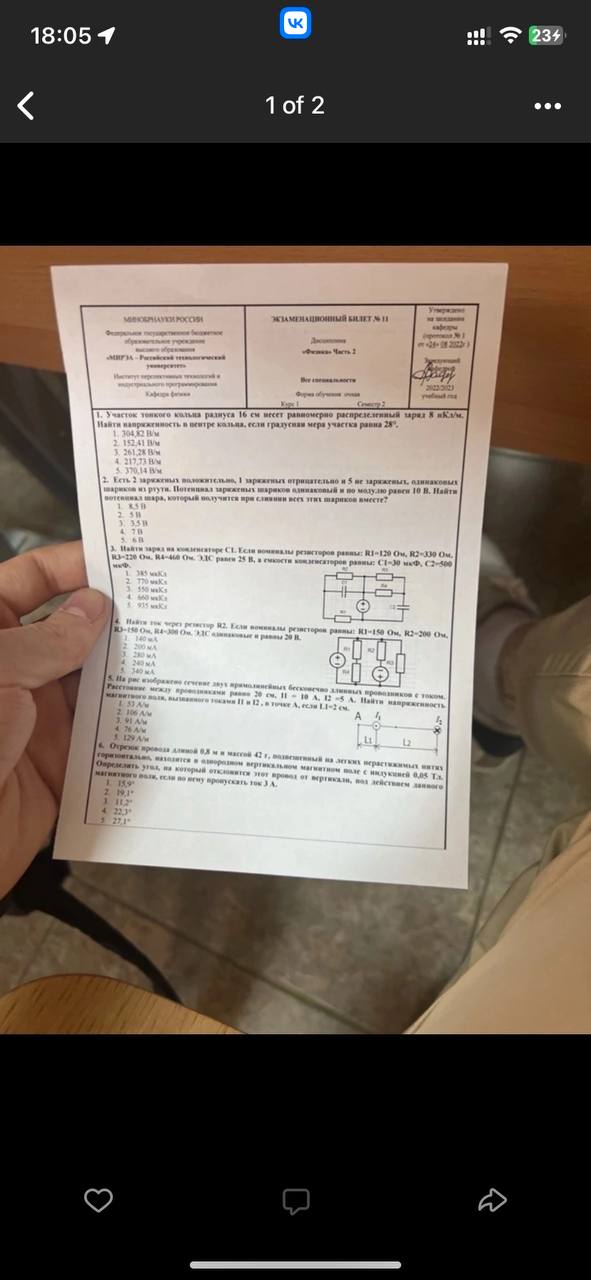 18:05
VK
23
1 of 2
МИНОБРНАУКИ РОССИИ
Федеральное государственное бюджетное
образовательное учреждение
высшего образования
«МИРЭА – Российский технологический
университет»
Институт перспективных технологий и
индустриального программирования
Кафедра физики
ЭКЗАМЕНАЦИОННЫЙ БИЛЕТ № 11
Дисциплина
«Физика» Часть 2
Все специальности
Форма обучения очная
Курс 1 Семестр 2
Утверждено
на заседании
кафедры
(протокол № 1
от «26» 08 2022г.)
Заведующий
кафедрой
2022/2023
учебный год
1. Участок тонкого кольца радиуса 16 см несет равномерно распределенный заряд 8 нКл/м.
Найти напряженность в центре кольца, если градусная мера участка равна 28°.
1. 304,82 В/м
2. 152,41 В/м
3. 261,28 В/м
4. 217,73 В/м
5. 370,14 В/м
2. Есть 2 заряженых положительно, 1 заряженых отрицательно и 5 не заряженых, одинаковых
шариков из ртути. Потенциал заряженых шариков одинаковый и по модулю равен 10 В. Найти
потенциал шара, который получится при слиянии всех этих шариков вместе?
1. 8,5 В
2. 5 В
3. 3,5 В
4. 7 В
5. 6 В
3. Найти заряд на конденсаторе C1. Если номиналы резисторов равны: R1=120 Ом, R2=330 Ом,
R3=220 Ом, R4=460 Ом. ЭДС равен 25 В, а емкости конденсаторов равны: C1=30 мкФ, C2=500
мкФ.
1. 385 мкКл
2. 770 мкКл
3. 550 мкКл
4. 660 мкКл
5. 935 мкКл
4. Найти ток через резистор R2. Если номиналы резисторов равны: R1=150 Ом, R2=200 Ом,
R3=150 Ом, R4=300 Ом. ЭДС одинаковые и равны 20 В.
1. 140 мА
2. 200 мА
3. 280 мА
4. 240 мА
5. 340 мА
R1
R2
R3
R4
5. На рис изображено сечение двух прямолинейных бесконечно длинных проводников с током.
Расстояние между проводниками равно 20 см, I1 = 10 А, I2 =5 А. Найти напряженность
магнитного поля, вызванного токами I1 и I2 , в точке А, если L1=2 см.
1. 53 А/м
2. 106 А/м
3. 91 А/м
4. 76 А/м
5. 129 А/м
A I₁ I₂
L1 L2
6. Отрезок провода длиной 0,8 м и массой 42 г, подвешенный на легких нерастяжимых нитях
горизонтально, находится в однородном вертикальном магнитном поле с индукцией 0,05 Тл.
Определить угол, на который отклонится этот провод от вертикали, под действием данного
магнитного поля, если по нему пропускать ток 3 А.
1. 15,9°
2. 19,1°
3. 11,2°
4. 22,3°
5. 27,1°